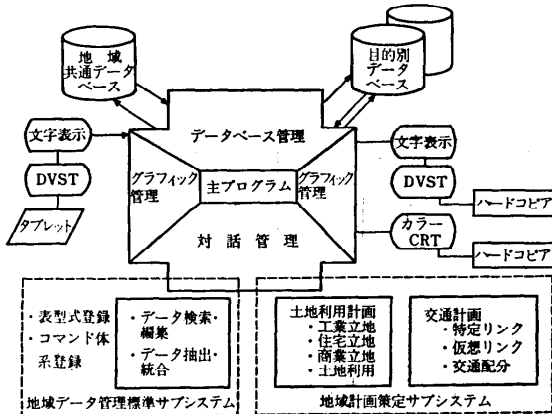 地域
共通データ
ベース
目的別
データ
ベース
文字表示
DVST
タブレット
データベース管理
グラフィック
管理
主プログラム
グラフィック
管理
対話管理
文字表示
DVST
ハードコピア
カラー
CRT
ハードコピア
・表型式登録
・コマンド体
系登録
・データ検索・
編集
・データ抽出・
統合
地域データ管理標準サブシステム
土地利用計画
・工業立地
・住宅立地
・商業立地
・土地利用
交通計画
・特定リンク
・仮想リンク
・交通配分
地域計画策定サブシステム